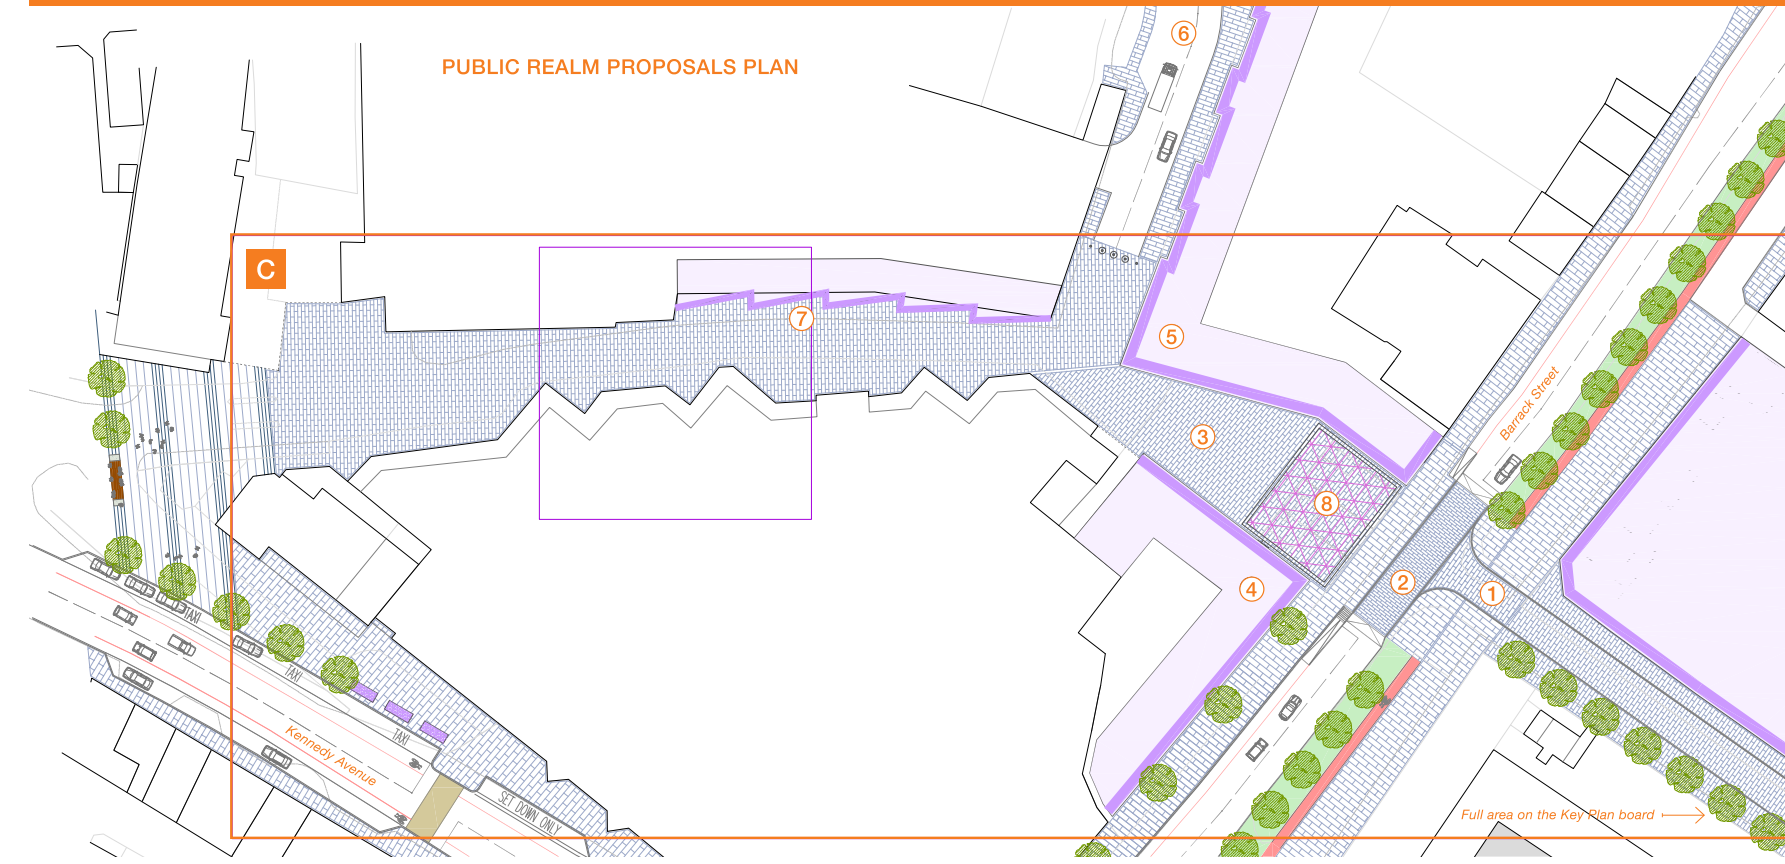 6
PUBLIC REALM PROPOSALS PLAN
C
7
5
Barrack Street
3
8
2
4
1
TAXI
TAXI
TAXI
Kennedy Avenue
SET DOWN ONLY
Full area on the Key Plan board